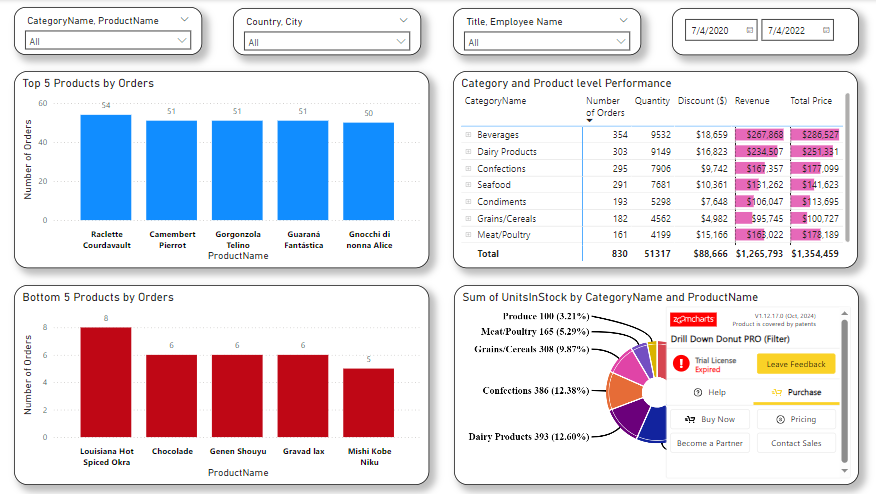 CategoryName, ProductName
All
Country, City
All
Title, Employee Name
All
7/4/2020
7/4/2022
Top 5 Products by Orders
Number of Orders
60
40
20
0
54
51
51
51
50
Raclette Courdavault
Camembert Pierrot
Gorgonzola Telino
Guaraná Fantástica
Gnocchi di nonna Alice
ProductName
Category and Product level Performance
CategoryName Number of Orders Quantity Discount ($) Revenue Total Price
Beverages 354 9532 $18,659 $267,868 $286,527
Dairy Products 303 9149 $16,823 $234,507 $251,331
Confections 295 7906 $9,742 $167,357 $177,099
Seafood 291 7681 $10,361 $131,262 $141,623
Condiments 193 5298 $7,648 $106,047 $113,695
Grains/Cereals 182 4562 $4,982 $95,745 $100,727
Meat/Poultry 161 4199 $15,166 $163,022 $178,189
Total 830 51317 $88,666 $1,265,793 $1,354,459
Bottom 5 Products by Orders
Number of Orders
8
6
4
2
0
8
6
6
6
5
Louisiana Hot Spiced Okra
Chocolade
Genen Shouyu
Gravad lax
Mishi Kobe Niku
ProductName
Sum of UnitsInStock by CategoryName and ProductName
Produce 100 (3.21%)
Meat/Poultry 165 (5.29%)
Grains/Cereals 308 (9.87%)
Confections 386 (12.38%)
Dairy Products 393 (12.60%)
zoomcharts
V1.12.17.0 (Oct, 2024)
Product is covered by patents
Drill Down Donut PRO (Filter)
Trial License
Expired
Leave Feedback
Help
Purchase
Buy Now
Pricing
Become a Partner
Contact Sales